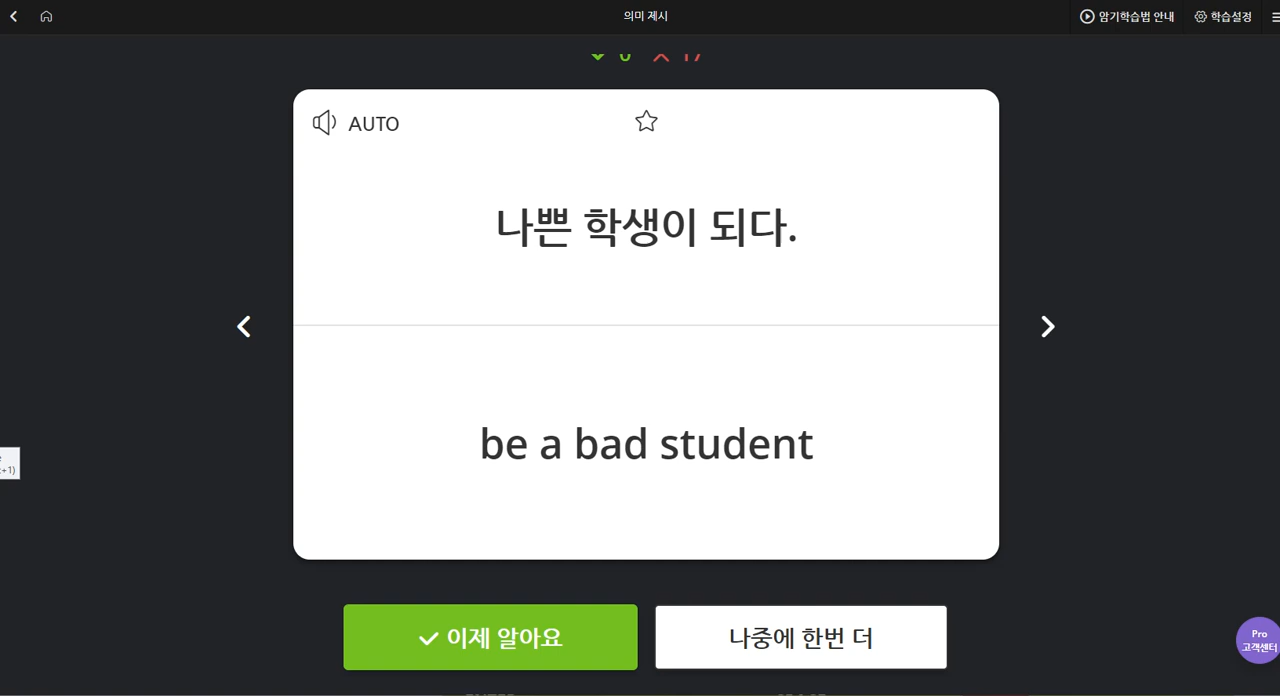 의미 제시
암기학습법 안내
학습설정
AUTO
나쁜 학생이 되다.
be a bad student
이제 알아요
나중에 한번 더
Pro
고객센터
+1)